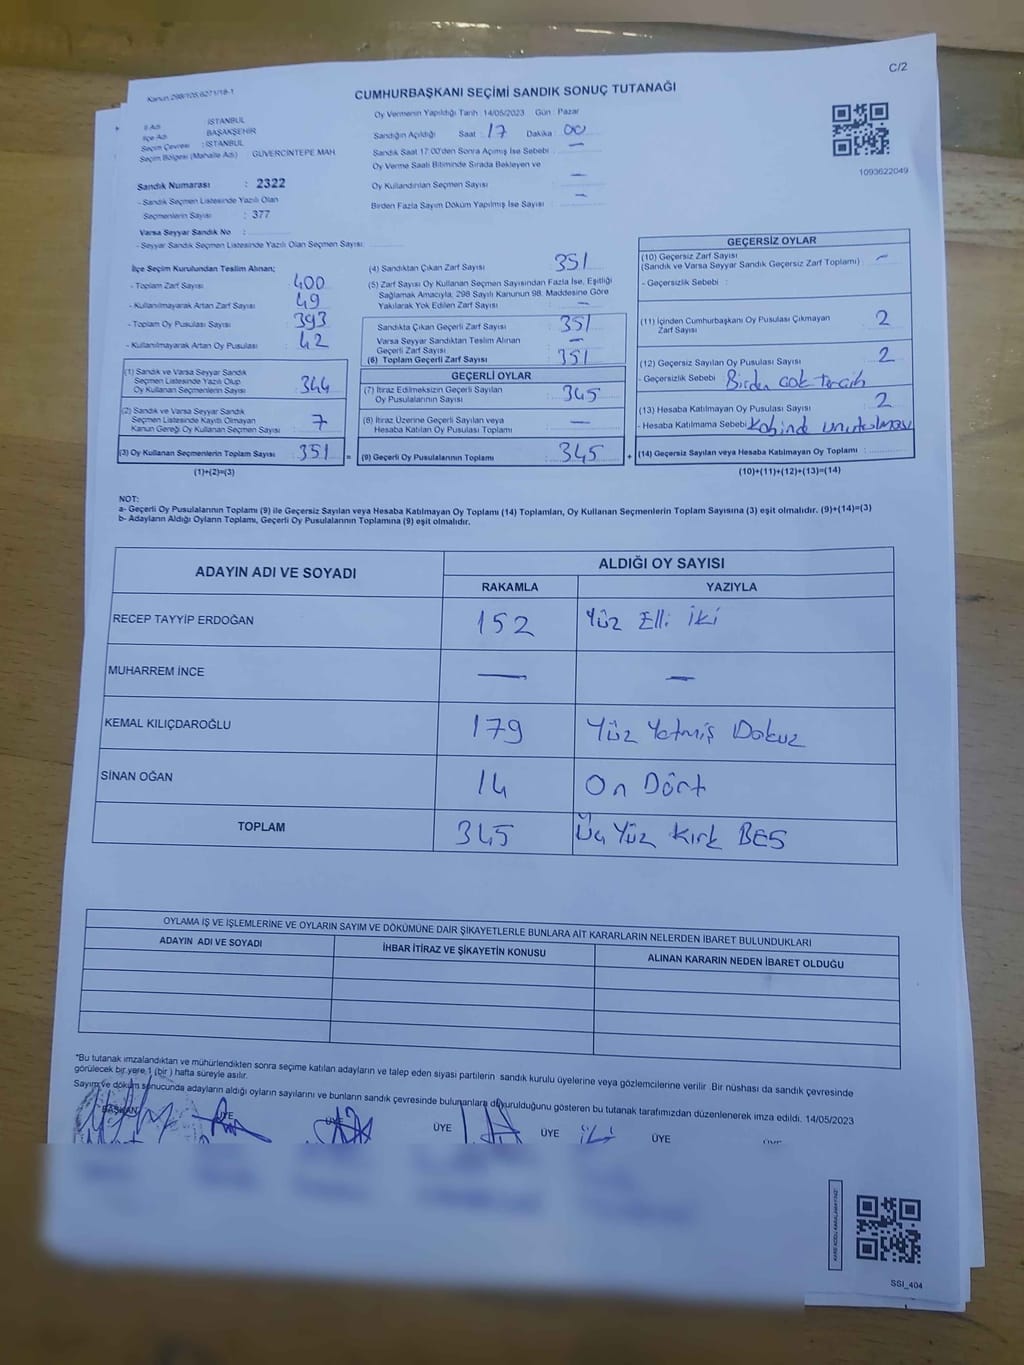 C/2
Kanun 298/105,6271/18-1
CUMHURBAŞKANI SEÇİMİ SANDIK SONUÇ TUTANAĞI
İl Adı : İSTANBUL
İlçe Adı : BAŞAKŞEHİR
Seçim Çevresi : İSTANBUL
Seçim Bölgesi (Mahalle Adı) : GÜVERCİNTEPE MAH.
Sandık Numarası : 2322
- Sandık Seçmen Listesinde Yazılı Olan
Seçmenlerin Sayısı : 377
Varsa Seyyar Sandık No :
- Seyyar Sandık Seçmen Listesinde Yazılı Olan Seçmen Sayısı:
Oy Vermenin Yapıldığı Tarih :14/05/2023 Gün : Pazar
Sandığın Açıldığı Saat : 17 Dakika : 00
Sandık Saat 17:00'den Sonra Açılmış İse Sebebi : —
Oy Verme Saati Bitiminde Sırada Bekleyen ve
Oy Kullandırılan Seçmen Sayısı : —
Birden Fazla Sayım Döküm Yapılmış İse Sayısı : —
1093622049
İlçe Seçim Kurulundan Teslim Alınan;
- Toplam Zarf Sayısı : 400
- Kullanılmayarak Artan Zarf Sayısı : 49
- Toplam Oy Pusulası Sayısı : 393
- Kullanılmayarak Artan Oy Pusulası : 42
(1) Sandık ve Varsa Seyyar Sandık
Seçmen Listesinde Yazılı Olup
Oy Kullanan Seçmenlerin Sayısı : 344
(2) Sandık ve Varsa Seyyar Sandık
Seçmen Listesinde Kayıtlı Olmayan
Kanun Gereği Oy Kullanan Seçmen Sayısı : 7
(3) Oy Kullanan Seçmenlerin Toplam Sayısı : 351
(1)+(2)=(3)
(4) Sandıktan Çıkan Zarf Sayısı : 351
(5) Zarf Sayısı Oy Kullanan Seçmen Sayısından Fazla İse, Eşitliği
Sağlamak Amacıyla; 298 Sayılı Kanunun 98. Maddesine Göre
Yakılarak Yok Edilen Zarf Sayısı : —
Sandıkta Çıkan Geçerli Zarf Sayısı : 351
Varsa Seyyar Sandıktan Teslim Alınan
Geçerli Zarf Sayısı : —
(6) Toplam Geçerli Zarf Sayısı : 351
GEÇERLİ OYLAR
(7) İtiraz Edilmeksizin Geçerli Sayılan
Oy Pusulalarının Sayısı : 345
(8) İtiraz Üzerine Geçerli Sayılan veya
Hesaba Katılan Oy Pusulası Toplamı : —
= (9) Geçerli Oy Pusulalarının Toplamı : 345
GEÇERSİZ OYLAR
(10) Geçersiz Zarf Sayısı
(Sandık ve Varsa Seyyar Sandık Geçersiz Zarf Toplamı) : —
- Geçersizlik Sebebi :
(11) İçinden Cumhurbaşkanı Oy Pusulası Çıkmayan
Zarf Sayısı : 2
(12) Geçersiz Sayılan Oy Pusulası Sayısı : 2
- Geçersizlik Sebebi : Birden çok tercih
(13) Hesaba Katılmayan Oy Pusulası Sayısı : 2
- Hesaba Katılmama Sebebi : Kabinde unutulması
+ (14) Geçersiz Sayılan veya Hesaba Katılmayan Oy Toplamı :
(10)+(11)+(12)+(13)=(14)
NOT:
a- Geçerli Oy Pusulalarının Toplamı (9) ile Geçersiz Sayılan veya Hesaba Katılmayan Oy Toplamı (14) Toplamları, Oy Kullanan Seçmenlerin Toplam Sayısına (3) eşit olmalıdır. (9)+(14)=(3)
b- Adayların Aldığı Oyların Toplamı, Geçerli Oy Pusulalarının Toplamına (9) eşit olmalıdır.
ADAYIN ADI VE SOYADI
ALDIĞI OY SAYISI
RAKAMLA YAZIYLA
RECEP TAYYİP ERDOĞAN 152 Yüz Elli İki
MUHARREM İNCE — —
KEMAL KILIÇDAROĞLU 179 Yüz Yetmiş Dokuz
SİNAN OĞAN 14 On Dört
TOPLAM 345 Üç Yüz Kırk BEŞ
OYLAMA İŞ VE İŞLEMLERİNE VE OYLARIN SAYIM VE DÖKÜMÜNE DAİR ŞİKAYETLERLE BUNLARA AİT KARARLARIN NELERDEN İBARET BULUNDUKLARI
ADAYIN ADI VE SOYADI İHBAR İTİRAZ VE ŞİKAYETİN KONUSU ALINAN KARARIN NEDEN İBARET OLDUĞU
*Bu tutanak imzalandıktan ve mühürlendikten sonra seçime katılan adayların ve talep eden siyasi partilerin sandık kurulu üyelerine veya gözlemcilerine verilir. Bir nüshası da sandık çevresinde
görülecek bir yere 1 (bir) hafta süreyle asılır.
Sayım ve döküm sonucunda adayların aldığı oyların sayılarını ve bunların sandık çevresinde bulunanlara duyurulduğunu gösteren bu tutanak tarafımızdan düzenlenerek imza edildi. 14/05/2023
BAŞKAN ÜYE ÜYE ÜYE ÜYE ÜYE
SSI_404